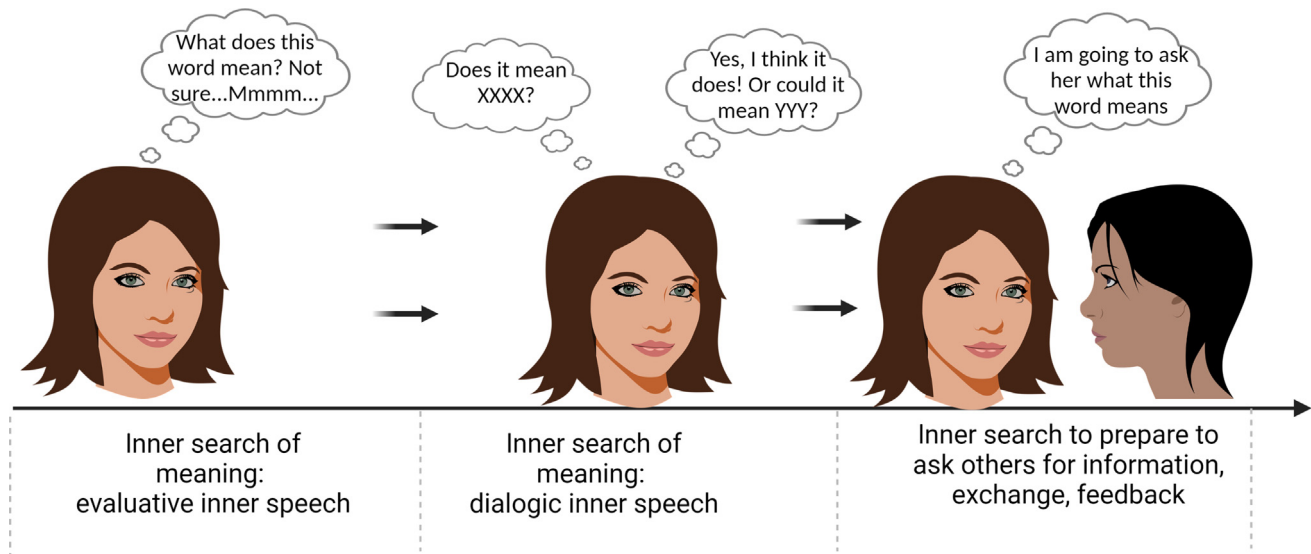 What does this
word mean? Not
sure...Mmmm...
Does it mean
XXXX?
Yes, I think it
does! Or could it
mean YYY?
I am going to ask
her what this
word means
Inner search of
meaning:
evaluative inner speech
Inner search of
meaning:
dialogic inner speech
Inner search to prepare to
ask others for information,
exchange, feedback